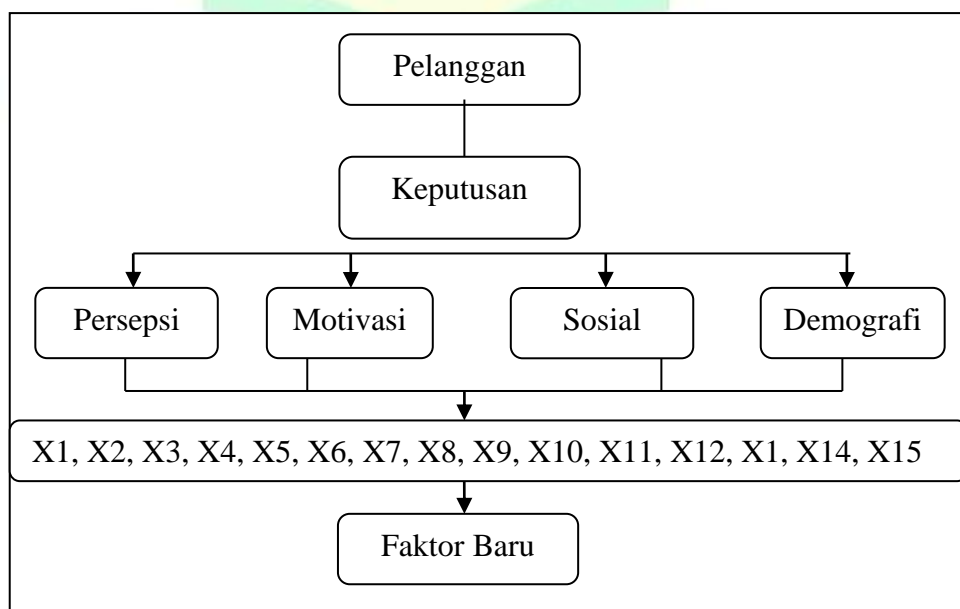 Pelanggan
Keputusan
Persepsi
Motivasi
Sosial
Demografi
X1, X2, X3, X4, X5, X6, X7, X8, X9, X10, X11, X12, X1, X14, X15
Faktor Baru